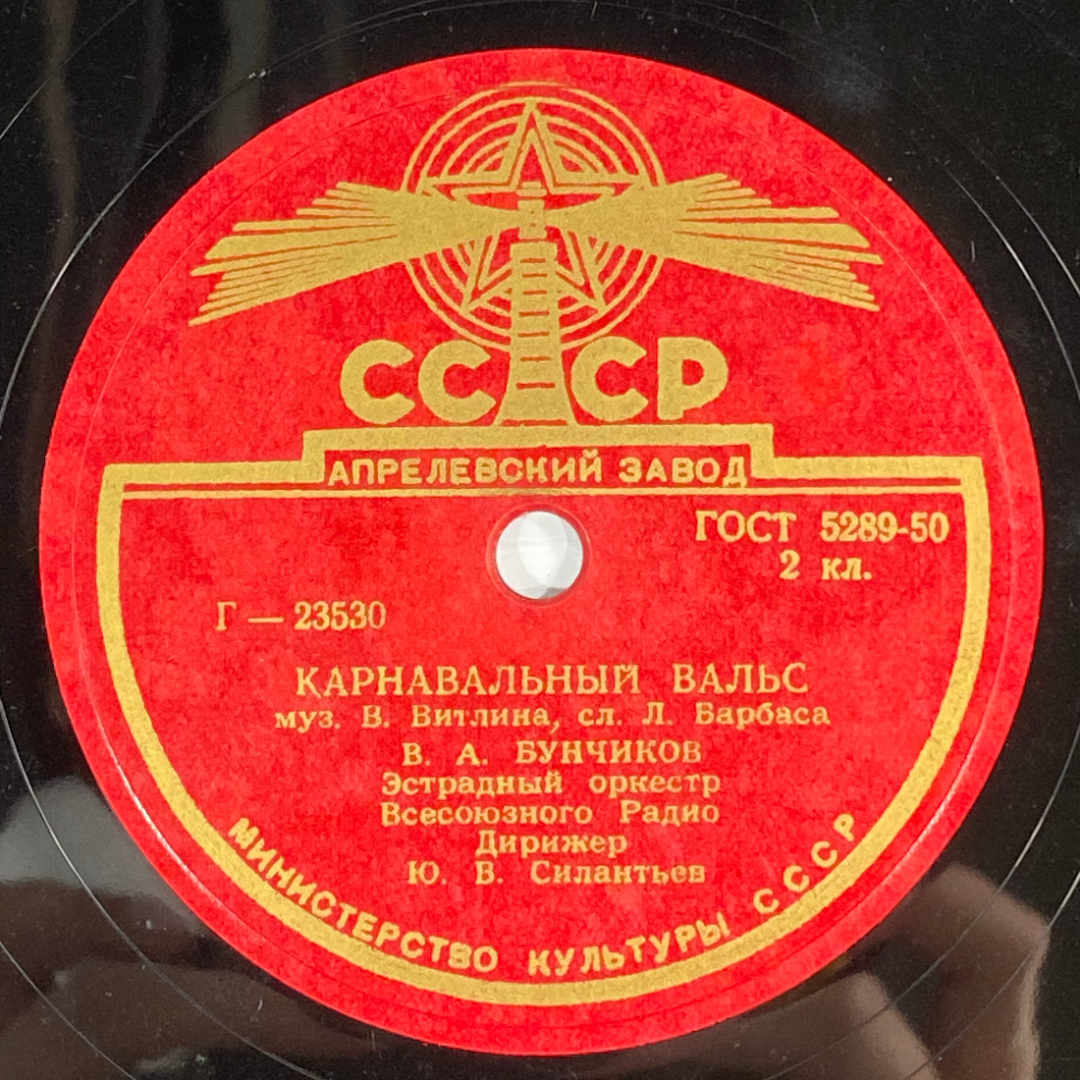 СССР
АПРЕЛЕВСКИЙ ЗАВОД
ГОСТ 5289-50
2 кл.
Г — 23530
КАРНАВАЛЬНЫЙ ВАЛЬС
муз. В. Витлина, сл. Л. Барбаса
В. А. БУНЧИКОВ
Эстрадный оркестр
Всесоюзного Радио
Дирижер
Ю. В. Силантьев
МИНИСТЕРСТВО КУЛЬТУРЫ СССР